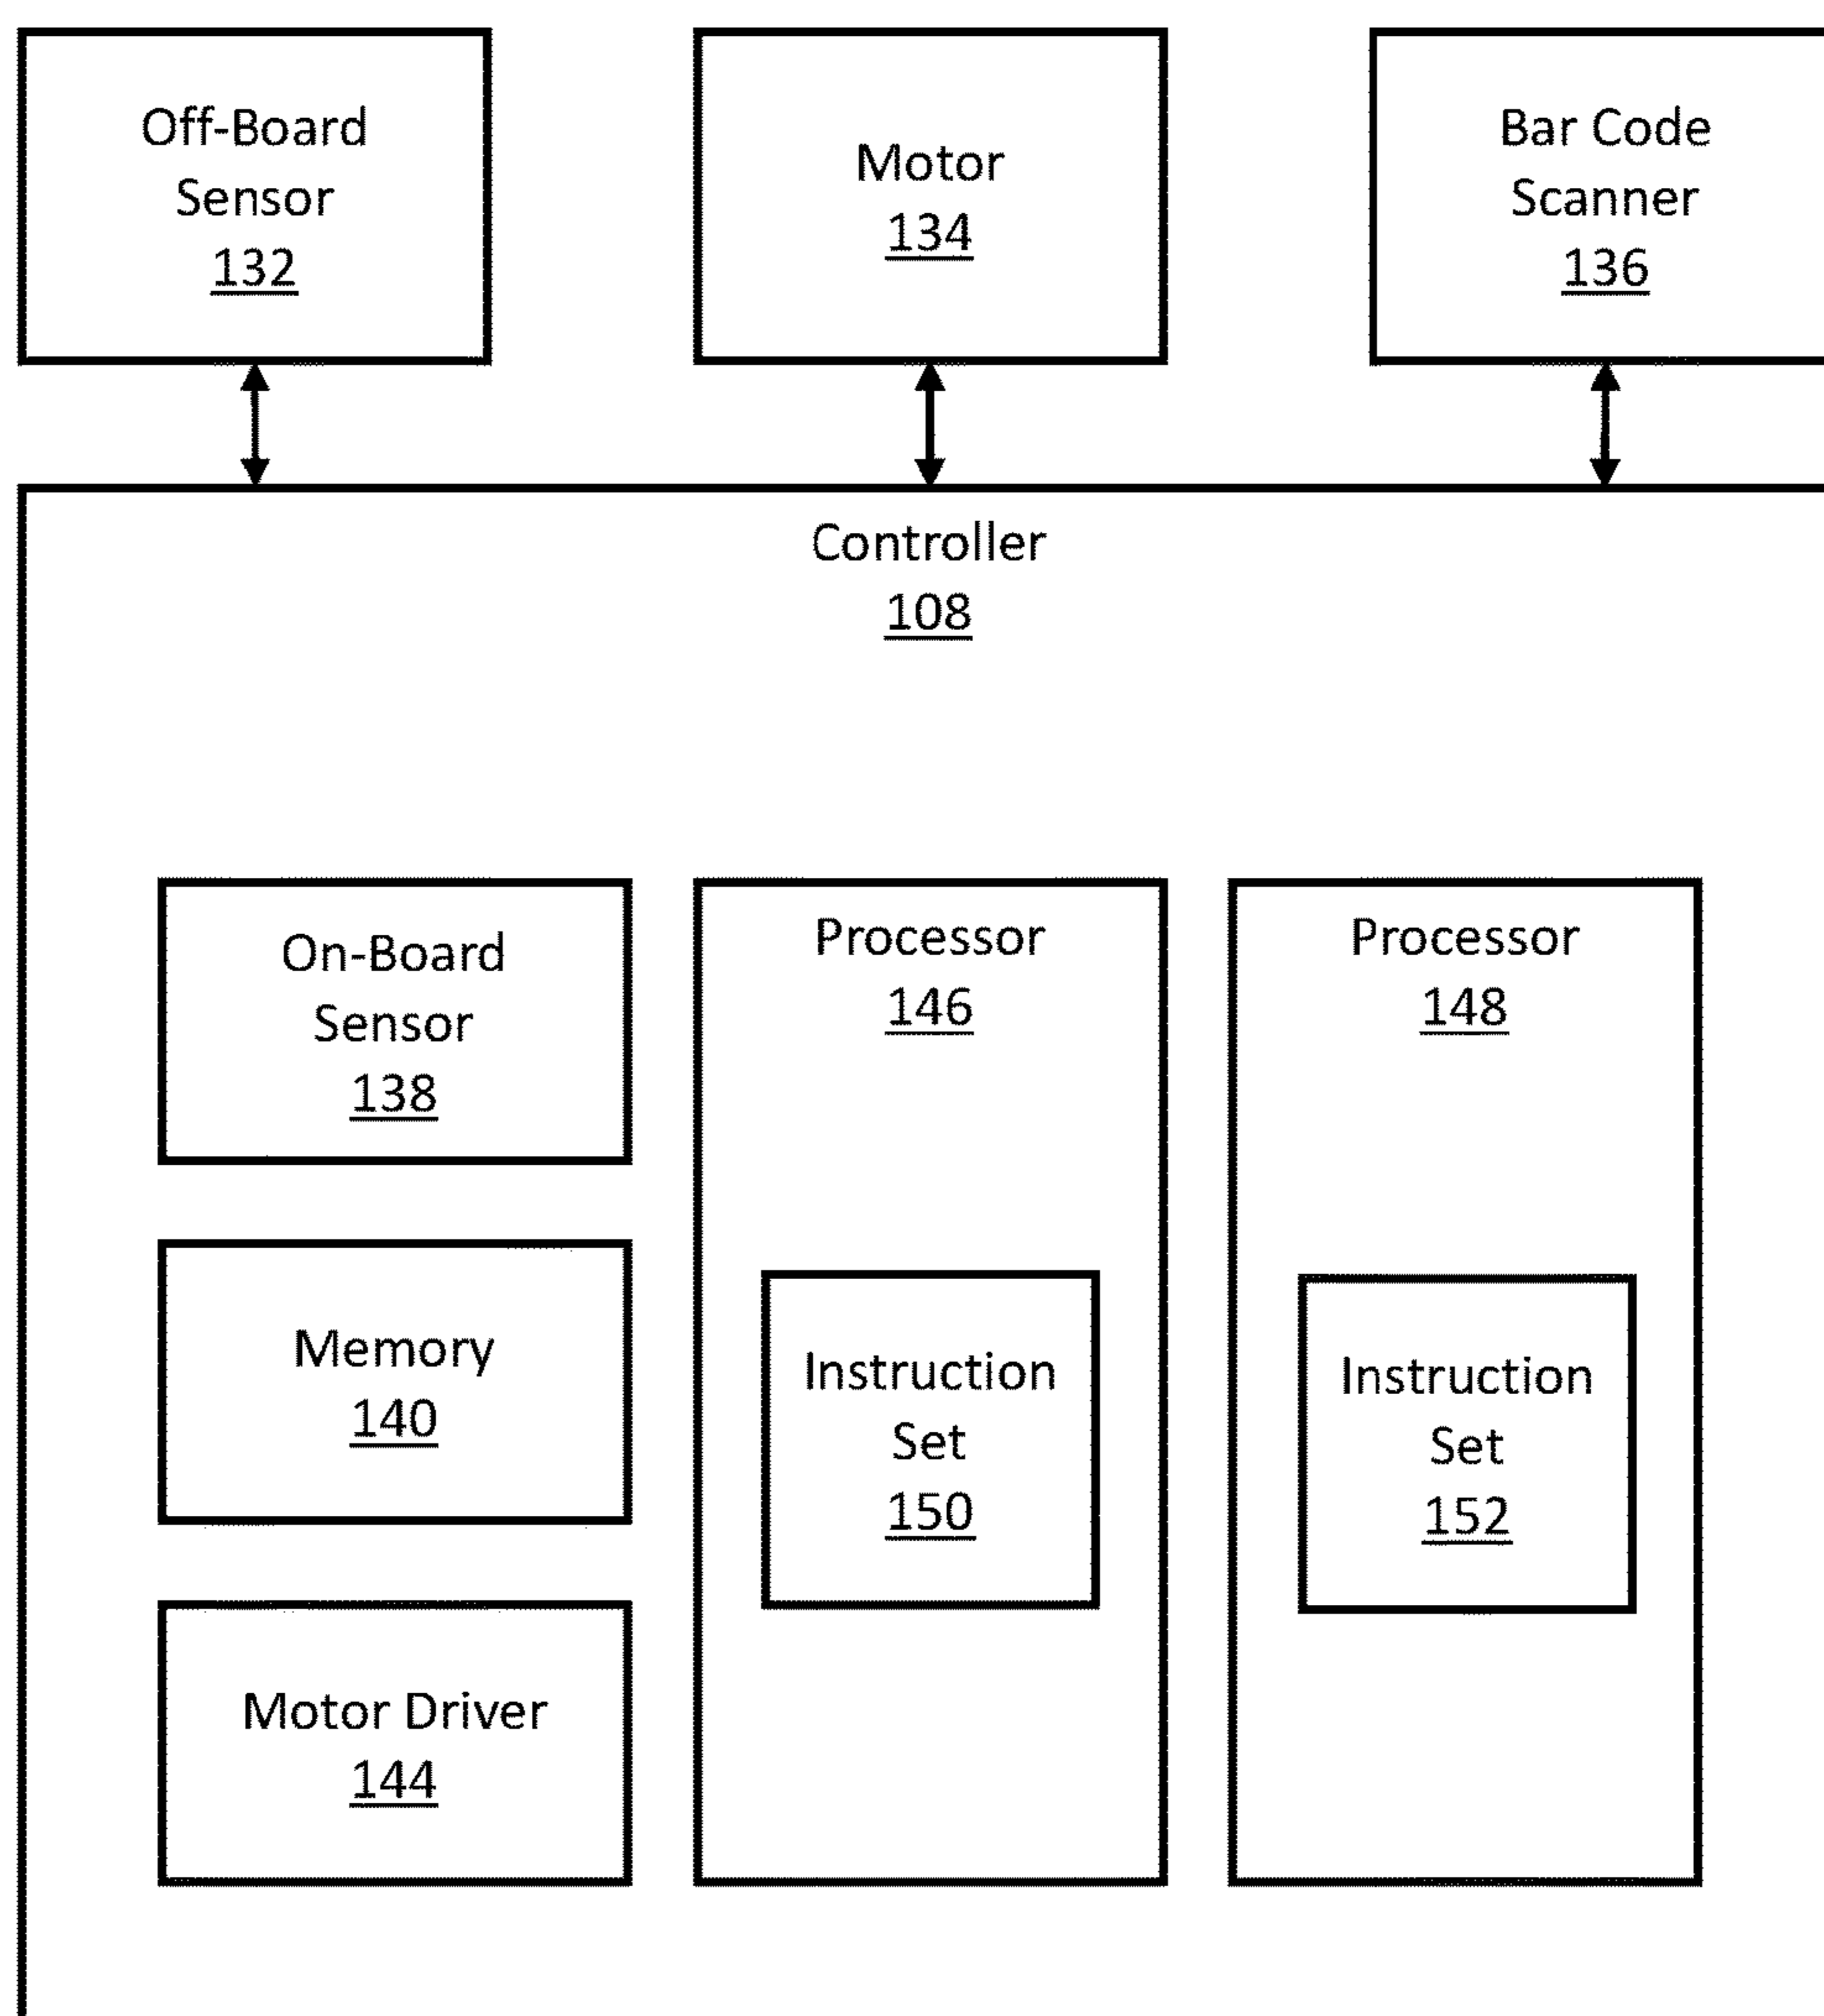 Off-Board
Sensor
132
Motor
134
Bar Code
Scanner
136
Controller
108
On-Board
Sensor
138
Memory
140
Motor Driver
144
Processor
146
Instruction
Set
150
Processor
148
Instruction
Set
152